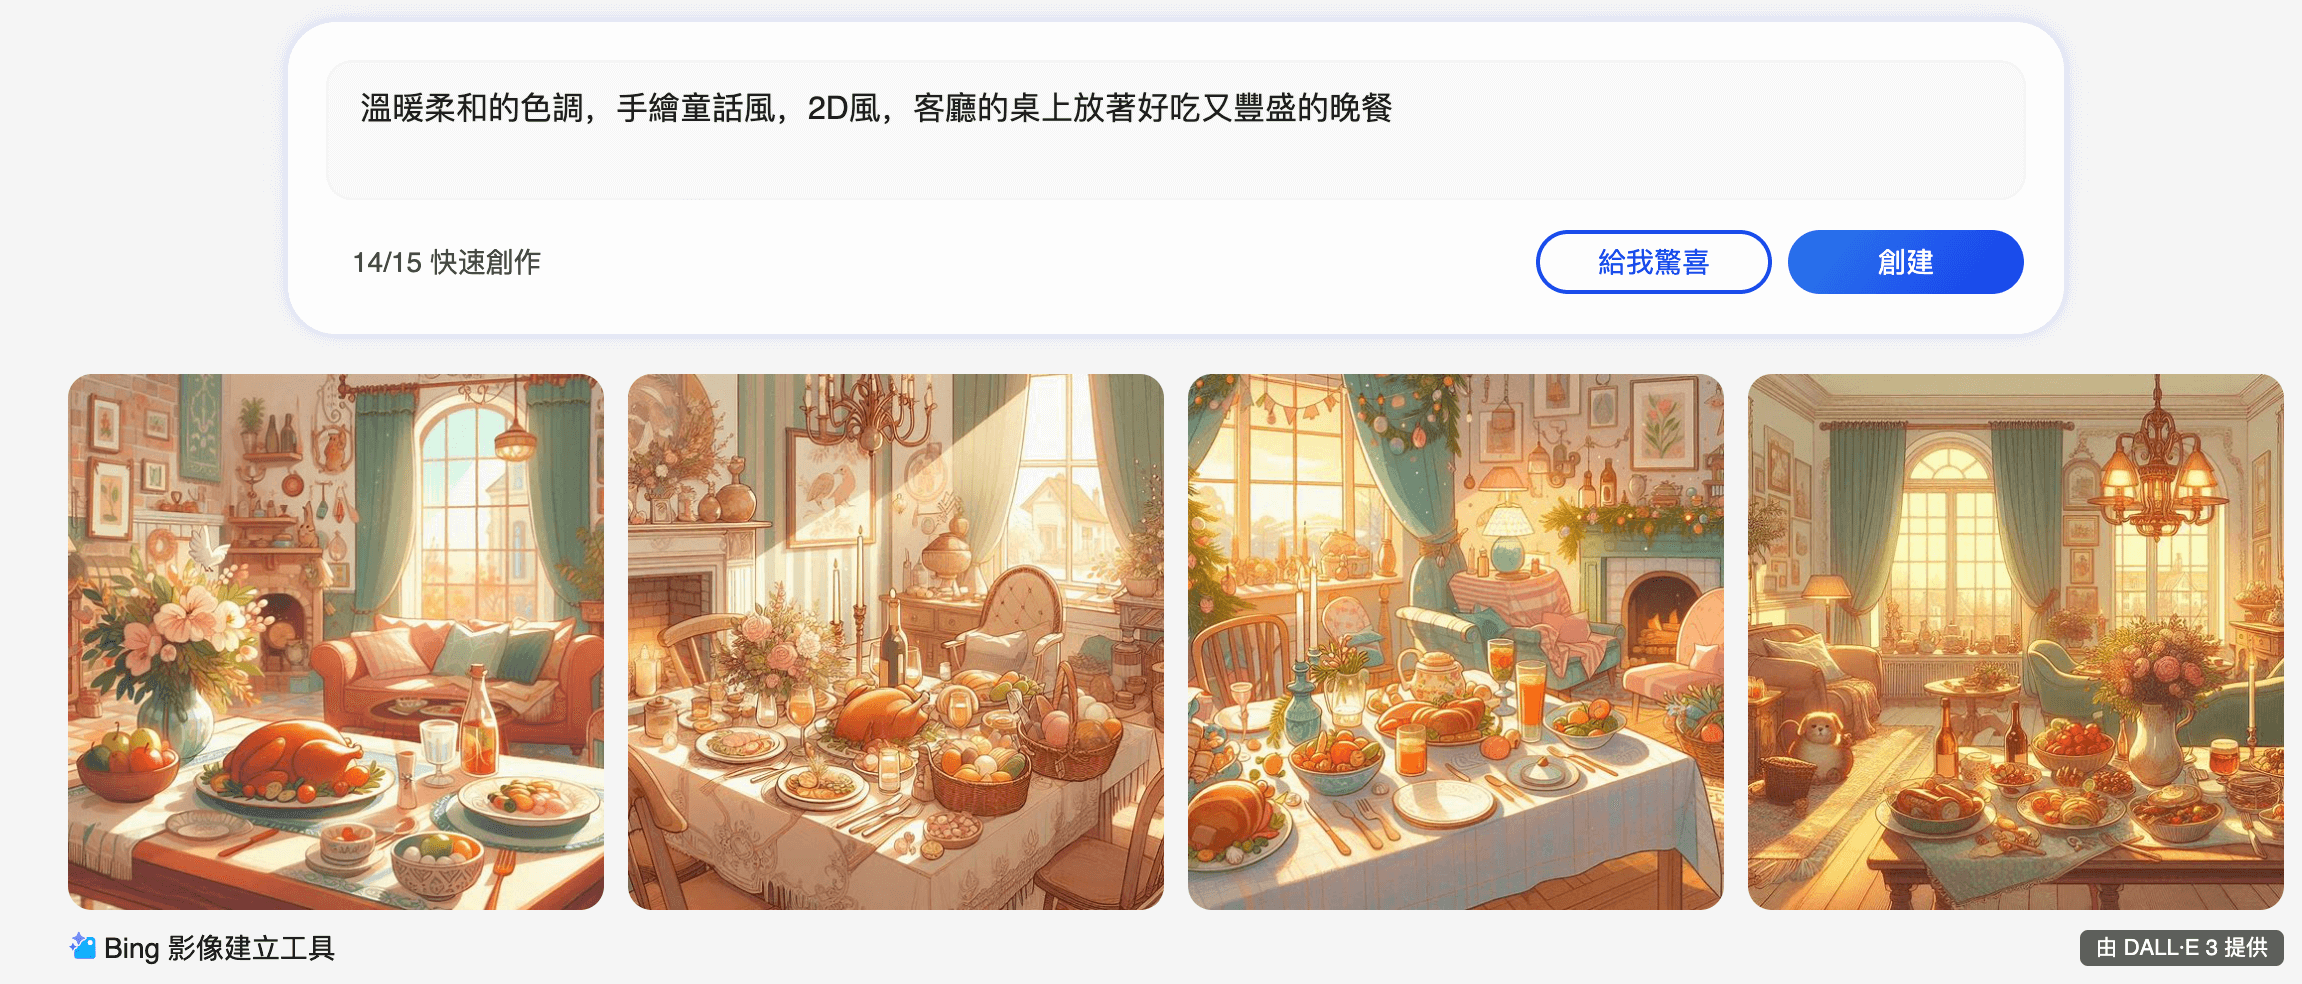 溫暖柔和的色調，手繪童話風，2D風，客廳的桌上放著好吃又豐盛的晚餐
14/15 快速創作
給我驚喜
創建
Bing 影像建立工具
由 DALL·E 3 提供